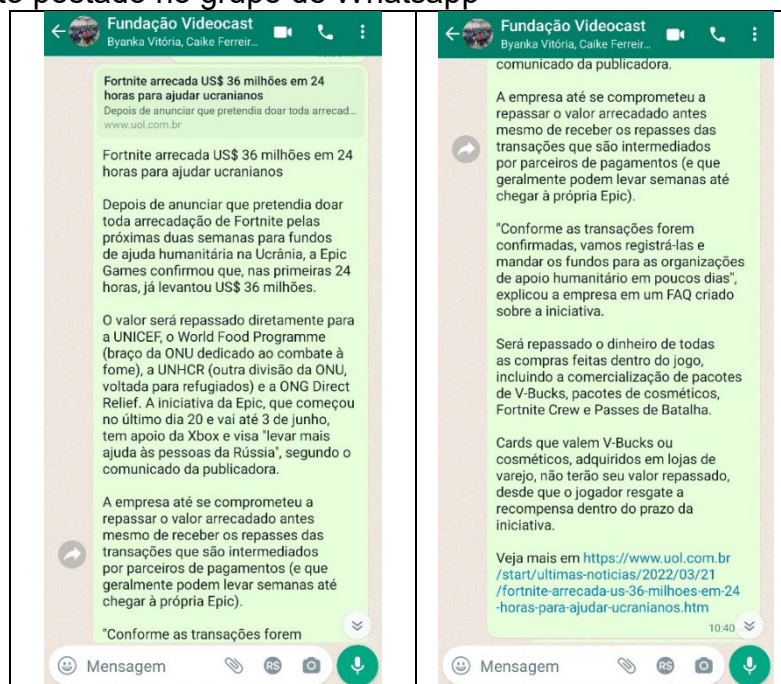 to postado no grupo do Whatsapp
Fundação Videocast
Byanka Vitória, Caike Ferreir...
Fortnite arrecada US$ 36 milhões em 24
horas para ajudar ucranianos
Depois de anunciar que pretendia doar toda arrecad...
www.uol.com.br
Fortnite arrecada US$ 36 milhões em 24
horas para ajudar ucranianos
Depois de anunciar que pretendia doar
toda arrecadação de Fortnite pelas
próximas duas semanas para fundos
de ajuda humanitária na Ucrânia, a Epic
Games confirmou que, nas primeiras 24
horas, já levantou US$ 36 milhões.
O valor será repassado diretamente para
a UNICEF, o World Food Programme
(braço da ONU dedicado ao combate à
fome), a UNHCR (outra divisão da ONU,
voltada para refugiados) e a ONG Direct
Relief. A iniciativa da Epic, que começou
no último dia 20 e vai até 3 de junho,
tem apoio da Xbox e visa "levar mais
ajuda às pessoas da Rússia", segundo o
comunicado da publicadora.
A empresa até se comprometeu a
repassar o valor arrecadado antes
mesmo de receber os repasses das
transações que são intermediados
por parceiros de pagamentos (e que
geralmente podem levar semanas até
chegar à própria Epic).
"Conforme as transações forem
Mensagem
RS
Fundação Videocast
Byanka Vitória, Caike Ferreir...
comunicado da publicadora.
A empresa até se comprometeu a
repassar o valor arrecadado antes
mesmo de receber os repasses das
transações que são intermediados
por parceiros de pagamentos (e que
geralmente podem levar semanas até
chegar à própria Epic).
"Conforme as transações forem
confirmadas, vamos registrá-las e
mandar os fundos para as organizações
de apoio humanitário em poucos dias",
explicou a empresa em um FAQ criado
sobre a iniciativa.
Será repassado o dinheiro de todas
as compras feitas dentro do jogo,
incluindo a comercialização de pacotes
de V-Bucks, pacotes de cosméticos,
Fortnite Crew e Passes de Batalha.
Cards que valem V-Bucks ou
cosméticos, adquiridos em lojas de
varejo, não terão seu valor repassado,
desde que o jogador resgate a
recompensa dentro do prazo da
iniciativa.
Veja mais em https://www.uol.com.br
/start/ultimas-noticias/2022/03/21
/fortnite-arrecada-us-36-milhoes-em-24
-horas-para-ajudar-ucranianos.htm
10:40
Mensagem
RS